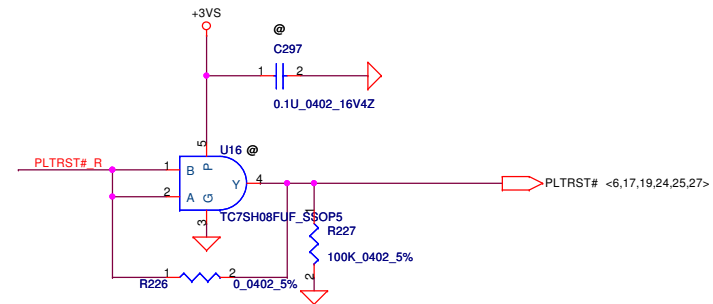 +3VS
@
C297
1
2
0.1U_0402_16V4Z
5
U16 @
PLTRST#_R
1
B
P
Y
4
2
A
G
PLTRST# <6,17,19,24,25,27>
3
TC7SH08FUF_SSOP5
1
R227
100K_0402_5%
2
1
2
R226
0_0402_5%